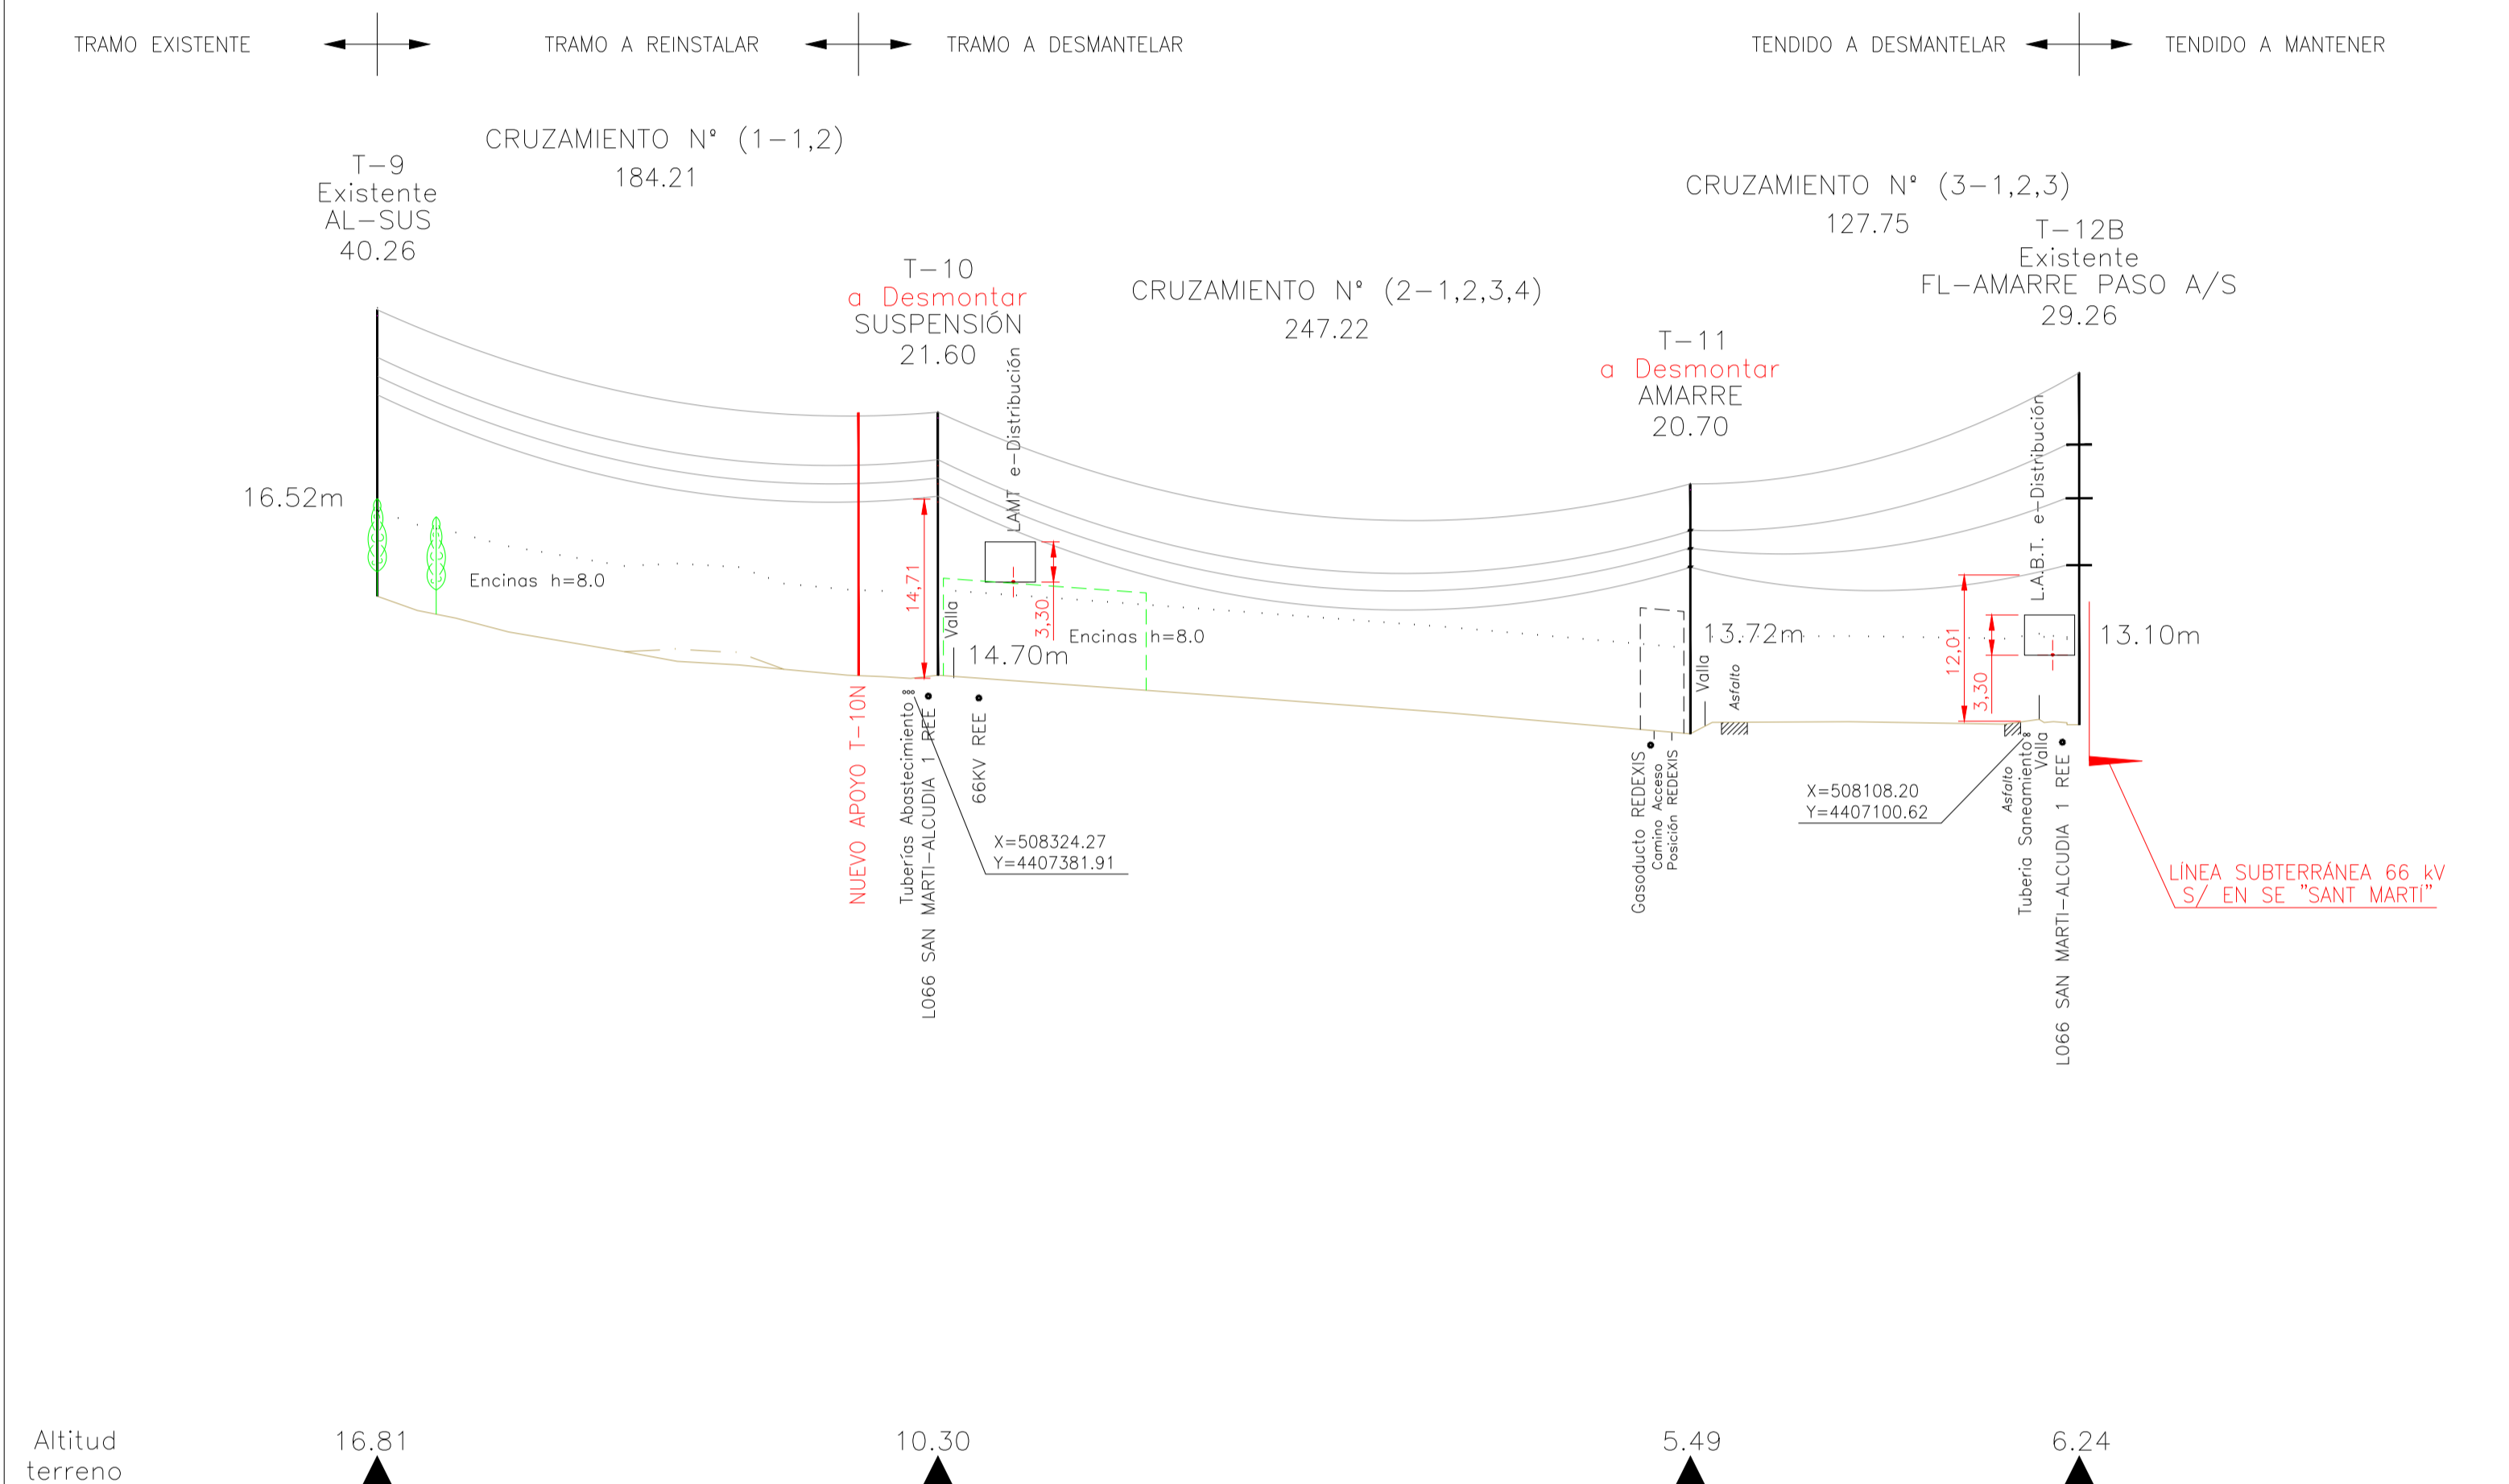 TRAMO EXISTENTE
TRAMO A REINSTALAR
TRAMO A DESMANTELAR
TENDIDO A DESMANTELAR
TENDIDO A MANTENER
CRUZAMIENTO Nº (1-1,2)
184.21
T-9
Existente
AL-SUS
40.26
CRUZAMIENTO Nº (3-1,2,3)
127.75
T-12B
Existente
FL-AMARRE PASO A/S
29.26
T-10
a Desmontar
SUSPENSIÓN
21.60
CRUZAMIENTO Nº (2-1,2,3,4)
247.22
T-11
a Desmontar
AMARRE
20.70
LAMT e-Distribución
L.A.B.T. e-Distribución
16.52m
Encinas h=8.0
14,71
Valla
3,30
Encinas h=8.0
14.70m
13.72m
Valla
Asfalto
12,01
3,30
13.10m
NUEVO APOYO T-10N
Tuberías Abastecimiento
L066 SAN MARTI-ALCUDIA 1 REE
66KV REE
X=508324.27
Y=4407381.91
Gasoducto REDEXIS
Camino Acceso
Posición REDEXIS
X=508108.20
Y=4407100.62
Asfalto
Tubería Saneamiento
Valla
L066 SAN MARTI-ALCUDIA 1 REE
LÍNEA SUBTERRÁNEA 66 kV
S/ EN SE "SANT MARTÍ"
Altitud
terreno
16.81
10.30
5.49
6.24